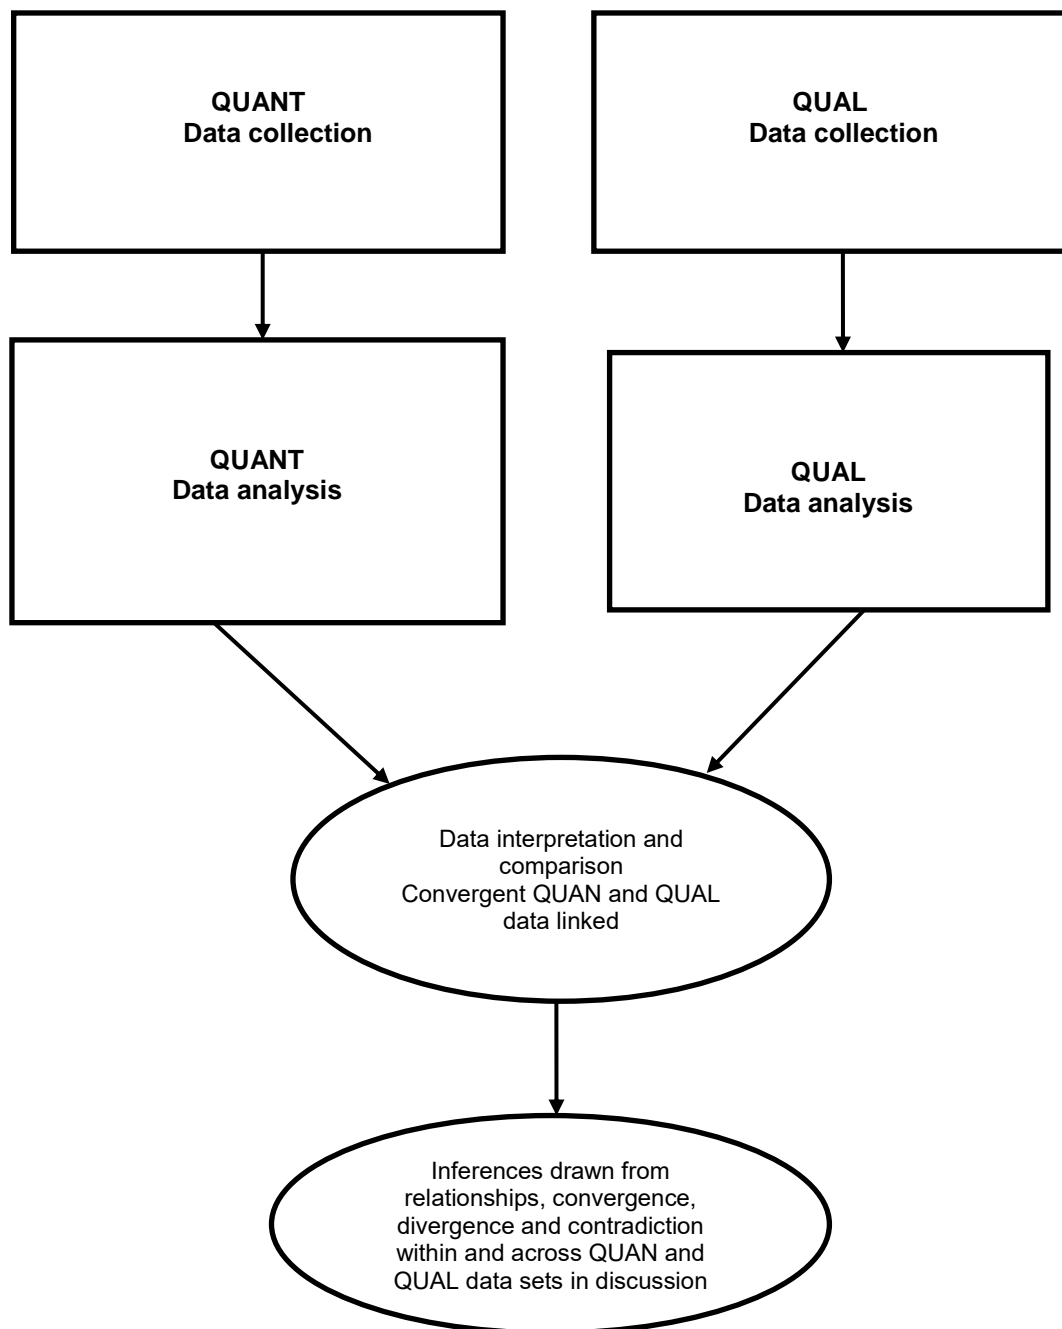 QUANT
Data collection
QUAL
Data collection
QUANT
Data analysis
QUAL
Data analysis
Data interpretation and
comparison
Convergent QUAN and QUAL
data linked
Inferences drawn from
relationships, convergence,
divergence and contradiction
within and across QUAN and
QUAL data sets in discussion